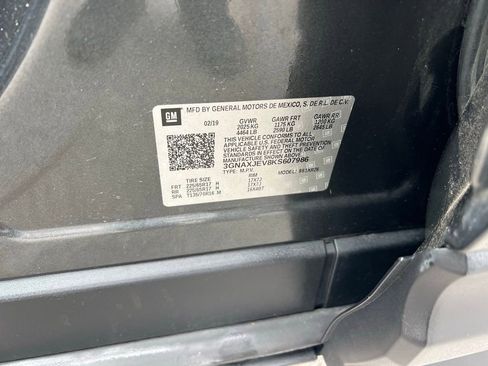 GM
MFD BY GENERAL MOTORS DE MEXICO, S. DE R.L. DE C.V.
02/19 GVWR GAWR FRT GAWR RR
2025 KG 1175 KG 1200 KG
4464 LB 2590 LB 2645 LB
THIS VEHICLE CONFORMS TO ALL
APPLICABLE U.S. FEDERAL MOTOR
VEHICLE SAFETY AND THEFT PREVENTION
STANDARDS IN EFFECT ON THE DATE OF
MANUFACTURE SHOWN ABOVE.
3GNAXJEV8KS607986
TYPE: M.P.V. MODEL:
TIRE SIZE RIM
FRT 225/65R17 H 17X7J
RR 225/65R17 H 17X7J
SPA T135/70R16 M 16X4BT